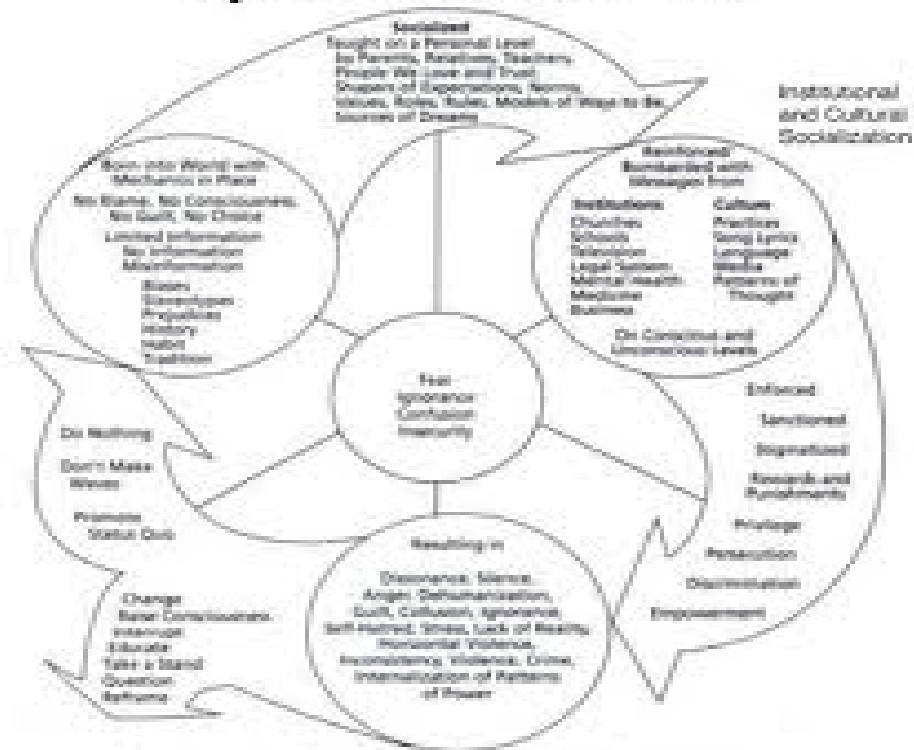 Socialized
Taught on a Personal Level
by Parents, Relatives, Teachers,
People We Love and Trust
Shapers of Expectations, Norms,
Values, Roles, Rules, Models of Ways to Be,
Sources of Dreams
Institutional
and Cultural
Socialization
Born into World with
Mechanics in Place
No Blame, No Consciousness,
No Guilt, No Choice
Limited Information
No Information
Misinformation
Biases
Stereotypes
Prejudices
History
Habit
Tradition
Reinforced/
Bombarded with
Messages from
Institutions
Churches
Schools
Television
Legal System
Mental Health
Medicine
Business
Culture
Practices
Song Lyrics
Language
Media
Patterns of
Thought
On Conscious and
Unconscious Levels
Fear
Ignorance
Confusion
Insecurity
Enforced
Sanctioned
Stigmatized
Rewards and
Punishments
Privilege
Persecution
Discrimination
Empowerment
Resulting in
Dissonance, Silence,
Anger, Dehumanization,
Guilt, Collusion, Ignorance,
Self-Hatred, Stress, Lack of Reality,
Horizontal Violence,
Inconsistency, Violence, Crime,
Internalization of Patterns
of Power
Do Nothing
Don't Make
Waves
Promote
Status Quo
Change
Raise Consciousness
Interrupt
Educate
Take a Stand
Question
Reframe